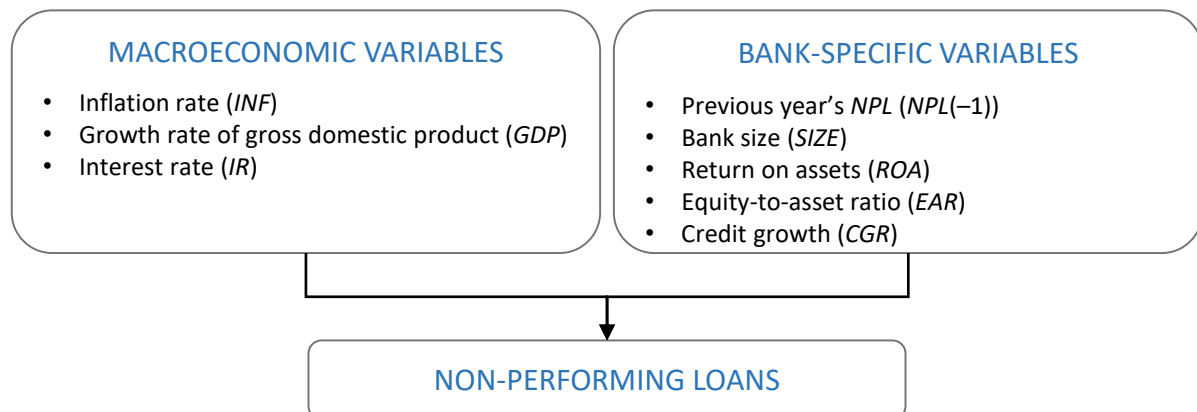 MACROECONOMIC VARIABLES
• Inflation rate (INF)
• Growth rate of gross domestic product (GDP)
• Interest rate (IR)
BANK-SPECIFIC VARIABLES
• Previous year’s NPL (NPL(–1))
• Bank size (SIZE)
• Return on assets (ROA)
• Equity-to-asset ratio (EAR)
• Credit growth (CGR)
NON-PERFORMING LOANS